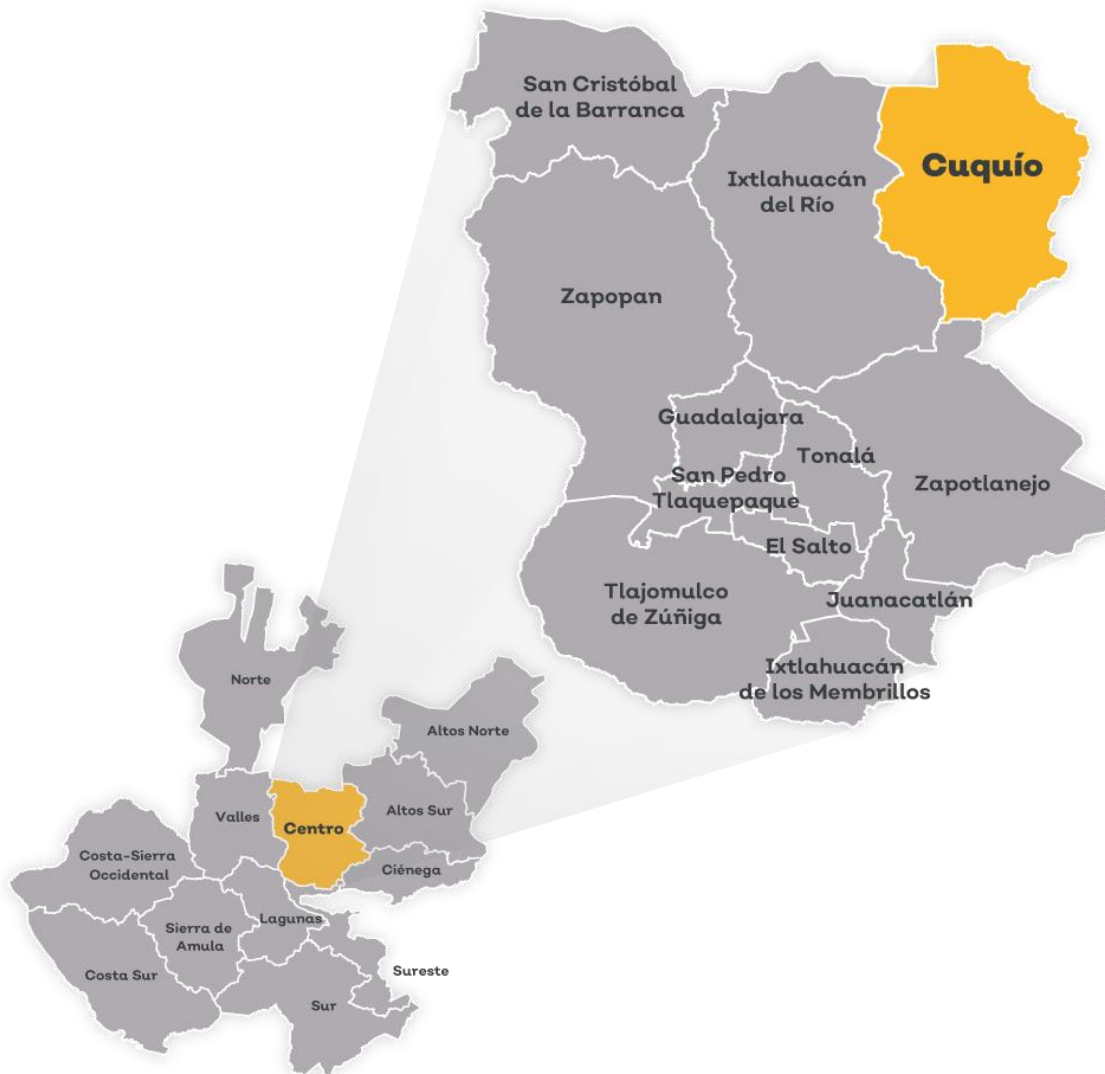 San Cristóbal
de la Barranca
Cuquío
Ixtlahuacán
del Río
Zapopan
Guadalajara
Tonalá
San Pedro
Tlaquepaque
Zapotlanejo
El Salto
Tlajomulco
de Zúñiga
Juanacatlán
Ixtlahuacán
de los Membrillos
Norte
Altos Norte
Valles
Centro
Altos Sur
Costa-Sierra
Occidental
Ciénega
Lagunas
Sierra de
Amula
Costa Sur
Sureste
Sur